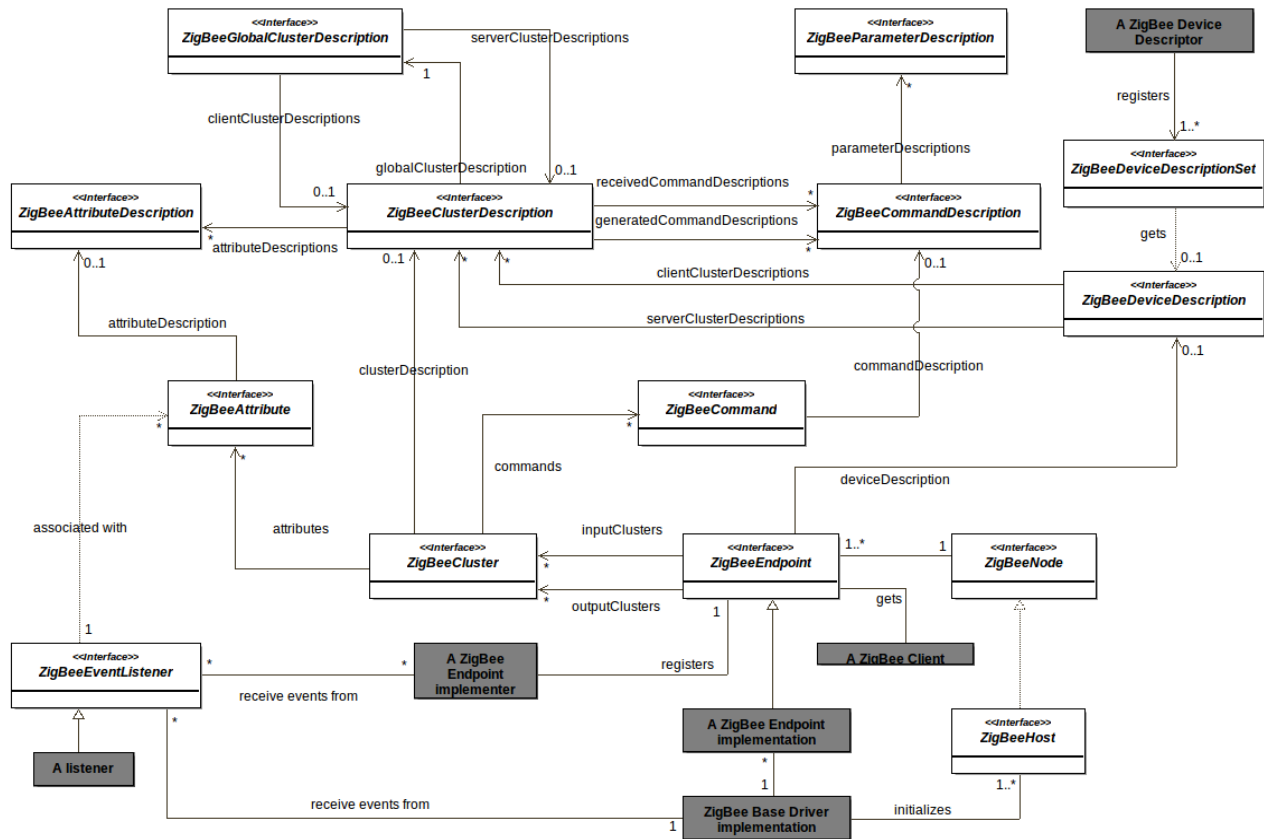 <<Interface>>
ZigBeeGlobalClusterDescription
serverClusterDescriptions
1
<<Interface>>
ZigBeeParameterDescription
*
A ZigBee Device
Descriptor
registers
1..*
clientClusterDescriptions
globalClusterDescription
0..1
0..1
parameterDescriptions
<<Interface>>
ZigBeeDeviceDescriptionSet
<<Interface>>
ZigBeeAttributeDescription
*
attributeDescriptions
<<Interface>>
ZigBeeClusterDescription
receivedCommandDescriptions
*
generatedCommandDescriptions
*
<<Interface>>
ZigBeeCommandDescription
gets
0..1
0..1
0..1
*
*
clientClusterDescriptions
0..1
<<Interface>>
ZigBeeDeviceDescription
serverClusterDescriptions
attributeDescription
0..1
clusterDescription
commandDescription
<<Interface>>
ZigBeeAttribute
*
*
<<Interface>>
ZigBeeCommand
*
commands
deviceDescription
associated with
attributes
inputClusters
*
<<Interface>>
ZigBeeCluster
*
outputClusters
<<Interface>>
ZigBeeEndpoint
1..*
1
<<Interface>>
ZigBeeNode
gets
1
1
A ZigBee Client
<<Interface>>
ZigBeeEventListener
*
*
receive events from
A ZigBee
Endpoint
implementer
registers
*
A listener
A ZigBee Endpoint
implementation
*
1
<<Interface>>
ZigBeeHost
1..*
receive events from
1
ZigBee Base Driver
implementation
initializes